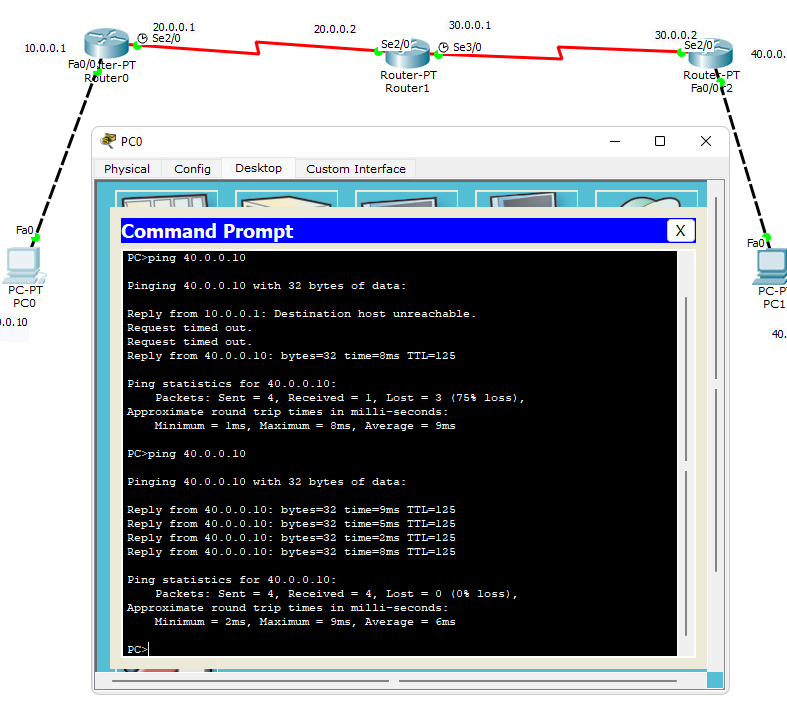 20.0.0.1
Se2/0
10.0.0.1
Fa0/0
ter-PT
Router0
20.0.0.2
Se2/0
30.0.0.1
Se3/0
Router-PT
Router1
30.0.0.2
Se2/0
40.0.0.
Router-PT
Fa0/0
r2
Fa0
PC-PT
PC0
.0.0.10
Fa0
PC-P
PC1
40.
PC0
Physical Config Desktop Custom Interface
Command Prompt X
PC>ping 40.0.0.10
Pinging 40.0.0.10 with 32 bytes of data:
Reply from 10.0.0.1: Destination host unreachable.
Request timed out.
Request timed out.
Reply from 40.0.0.10: bytes=32 time=8ms TTL=125
Ping statistics for 40.0.0.10:
Packets: Sent = 4, Received = 1, Lost = 3 (75% loss),
Approximate round trip times in milli-seconds:
Minimum = 1ms, Maximum = 8ms, Average = 9ms
PC>ping 40.0.0.10
Pinging 40.0.0.10 with 32 bytes of data:
Reply from 40.0.0.10: bytes=32 time=9ms TTL=125
Reply from 40.0.0.10: bytes=32 time=5ms TTL=125
Reply from 40.0.0.10: bytes=32 time=2ms TTL=125
Reply from 40.0.0.10: bytes=32 time=8ms TTL=125
Ping statistics for 40.0.0.10:
Packets: Sent = 4, Received = 4, Lost = 0 (0% loss),
Approximate round trip times in milli-seconds:
Minimum = 2ms, Maximum = 9ms, Average = 6ms
PC>